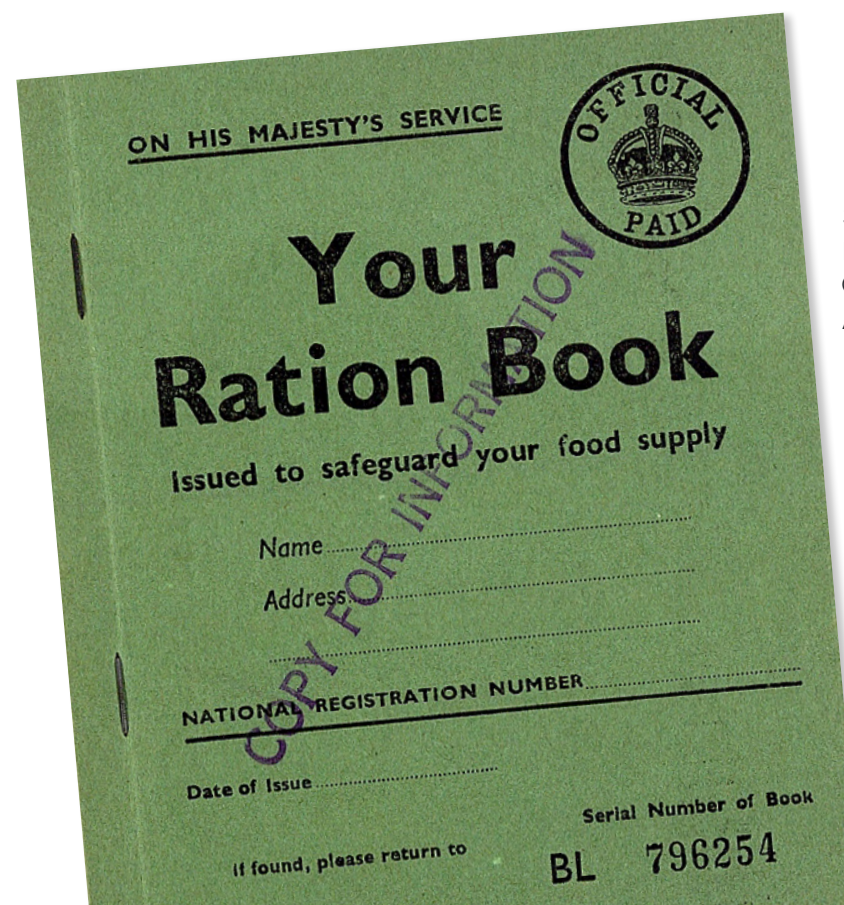 ON HIS MAJESTY'S SERVICE
OFFICIAL
PAID
Your
Ration Book
Issued to safeguard your food supply
Name
Address
NATIONAL REGISTRATION NUMBER
Date of Issue
Serial Number of Book
If found, please return to
BL 796254
COPY FOR INFORMATION